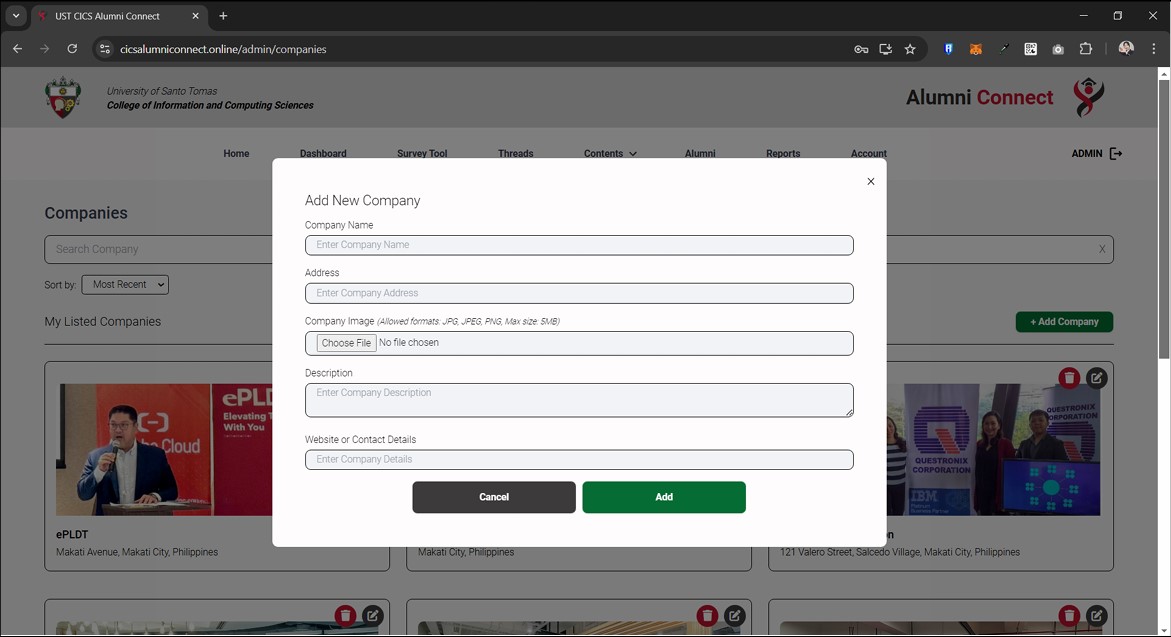 UST CICS Alumni Connect
cicsalumniconnect.online/admin/companies
University of Santo Tomas
College of Information and Computing Sciences
Alumni Connect
Home Dashboard Survey Tool Threads Contents Alumni Reports Account ADMIN
Companies
Search Company X
Sort by: Most Recent
My Listed Companies
+ Add Company
Add New Company
Company Name
Enter Company Name
Address
Enter Company Address
Company Image (Allowed formats: JPG, JPEG, PNG, Max size: 5MB)
Choose File No file chosen
Description
Enter Company Description
Website or Contact Details
Enter Company Details
Cancel Add
Elevating
With You
Cloud
QUESTRONIX
CORPORATION
QUESTRONIX
CORPORATION
IBM
ePLDT
Makati Avenue, Makati City, Philippines
Makati City, Philippines
121 Valero Street, Salcedo Village, Makati City, Philippines